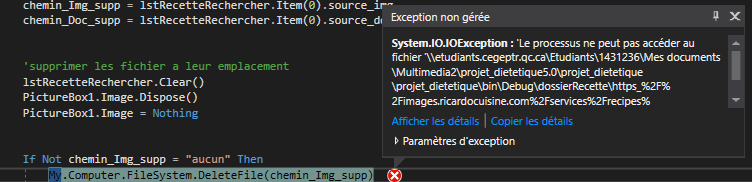 chemin_Img_supp = lstRecetteRechercher.Item(0).source_img
chemin_Doc_supp = lstRecetteRechercher.Item(0).source_do
'supprimer les fichier a leur emplacement
lstRecetteRechercher.Clear()
PictureBox1.Image.Dispose()
PictureBox1.Image = Nothing
If Not chemin_Img_supp = "aucun" Then
My.Computer.FileSystem.DeleteFile(chemin_Img_supp)
Exception non gérée
System.IO.IOException : 'Le processus ne peut pas accéder au
fichier '\\etudiants.cegeptr.qc.ca\Etudiants\1431236\Mes documents
\Multimedia2\projet_dietetique5.0\projet_dietetique
\projet_dietetique\bin\Debug\dossierRecette\https_%2F%
2Fimages.ricardocuisine.com%2Fservices%2Frecipes%
Afficher les détails | Copier les détails
Paramètres d'exception